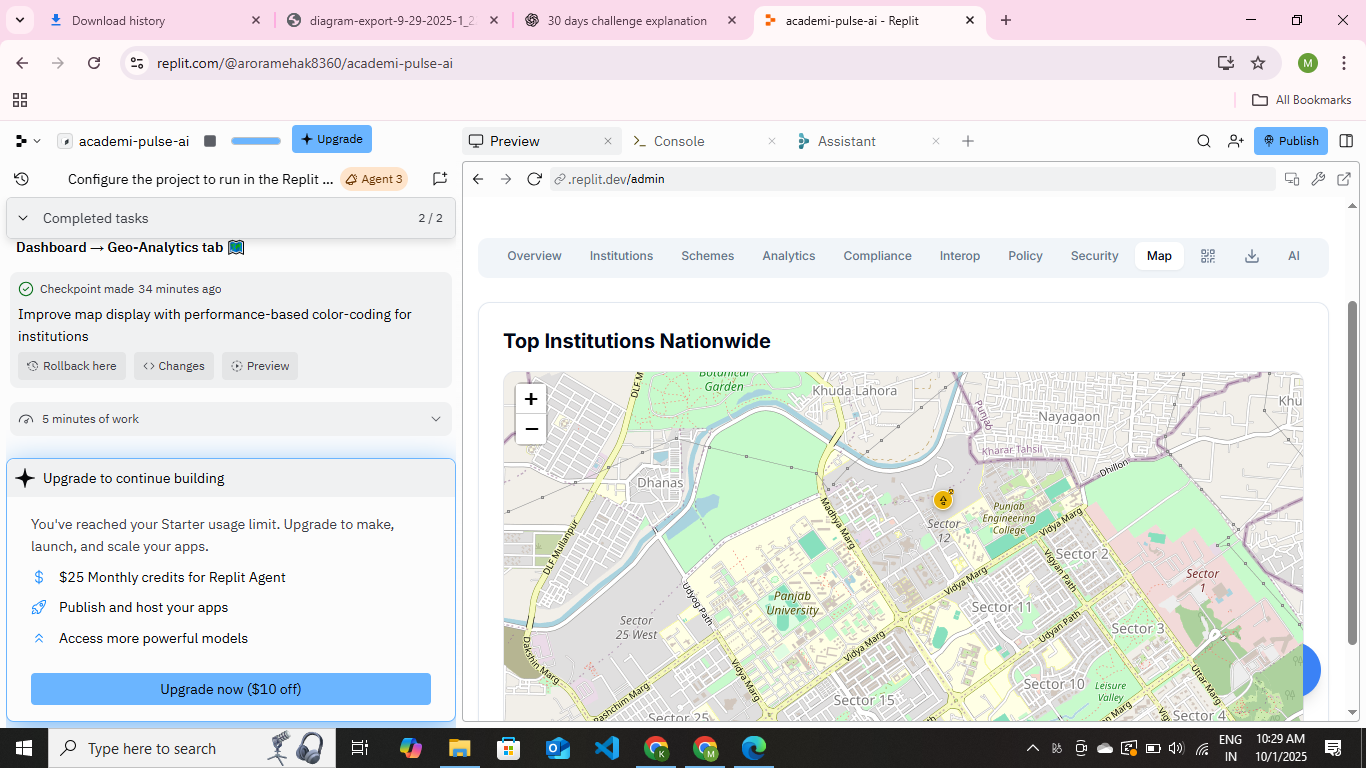 Download history
diagram-export-9-29-2025-1_2
30 days challenge explanation
academi-pulse-ai - Replit
replit.com/@aroramehak8360/academi-pulse-ai
M
All Bookmarks
academi-pulse-ai
Upgrade
Preview
Console
Assistant
Publish
Configure the project to run in the Replit ...
Agent 3
.replit.dev/admin
Completed tasks
2 / 2
Dashboard → Geo-Analytics tab
Checkpoint made 34 minutes ago
Improve map display with performance-based color-coding for
institutions
Rollback here
Changes
Preview
5 minutes of work
Upgrade to continue building
You've reached your Starter usage limit. Upgrade to make,
launch, and scale your apps.
$25 Monthly credits for Replit Agent
Publish and host your apps
Access more powerful models
Upgrade now ($10 off)
Overview
Institutions
Schemes
Analytics
Compliance
Interop
Policy
Security
Map
AI
Top Institutions Nationwide
+
−
DLF M
Botanical
Garden
Khuda Lahora
Punjab
Nayagaon
Khu
Kharar Tahsil
Dhillon
Dhanas
DLF Mullanpur
Madhya Marg
Sector
12
Punjab
Engineering
College
Vidya Marg
Sector 2
Vigyan Path
Sector
1
Udyog Path
Panjab
University
Vidya Marg
Sector 11
Udyan Path
Sector 3
Sector
25 West
Vidya Marg
Dakshin Marg
Vidya Marg
Sector 10
Uttar Marg
Sector 15
Leisure
Valley
Pashchim Marg
Sector 25
Sector 4
Type here to search
K
M
ENG
IN
10:29 AM
10/1/2025